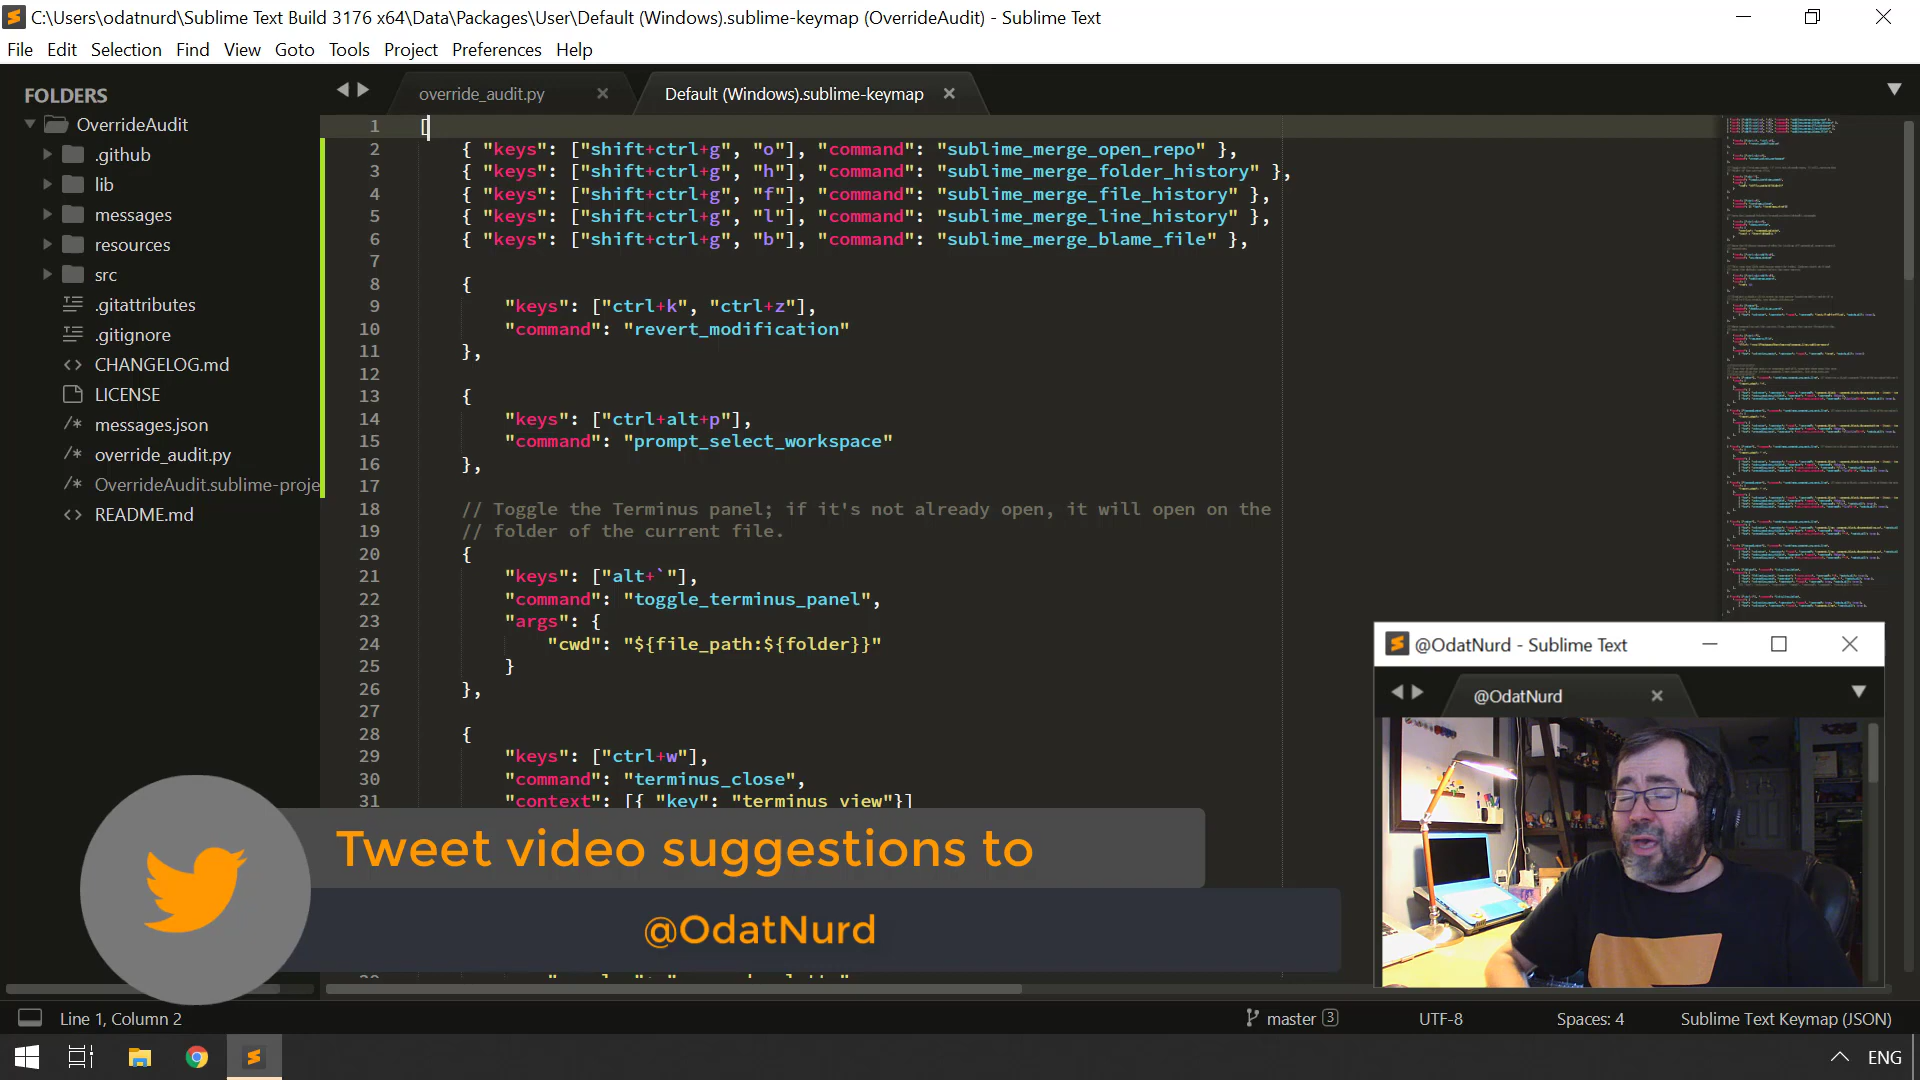 C:\Users\odatnurd\Sublime Text Build 3176 x64\Data\Packages\User\Default (Windows).sublime-keymap (OverrideAudit) - Sublime Text
File Edit Selection Find View Goto Tools Project Preferences Help
FOLDERS
OverrideAudit
.github
lib
messages
resources
src
.gitattributes
.gitignore
CHANGELOG.md
LICENSE
messages.json
override_audit.py
OverrideAudit.sublime-proje
README.md
override_audit.py
Default (Windows).sublime-keymap
1 [
2 { "keys": ["shift+ctrl+g", "o"], "command": "sublime_merge_open_repo" },
3 { "keys": ["shift+ctrl+g", "h"], "command": "sublime_merge_folder_history" },
4 { "keys": ["shift+ctrl+g", "f"], "command": "sublime_merge_file_history" },
5 { "keys": ["shift+ctrl+g", "l"], "command": "sublime_merge_line_history" },
6 { "keys": ["shift+ctrl+g", "b"], "command": "sublime_merge_blame_file" },
7
8 {
9 "keys": ["ctrl+k", "ctrl+z"],
10 "command": "revert_modification"
11 },
12
13 {
14 "keys": ["ctrl+alt+p"],
15 "command": "prompt_select_workspace"
16 },
17
18 // Toggle the Terminus panel; if it's not already open, it will open on the
19 // folder of the current file.
20 {
21 "keys": ["alt+`"],
22 "command": "toggle_terminus_panel",
23 "args": {
24 "cwd": "${file_path:${folder}}"
25 }
26 },
27
28 {
29 "keys": ["ctrl+w"],
30 "command": "terminus_close",
31 "context": [{ "key": "terminus_view"}]
@OdatNurd - Sublime Text
@OdatNurd
Tweet video suggestions to
@OdatNurd
Line 1, Column 2
master 3
UTF-8
Spaces: 4
Sublime Text Keymap (JSON)
ENG